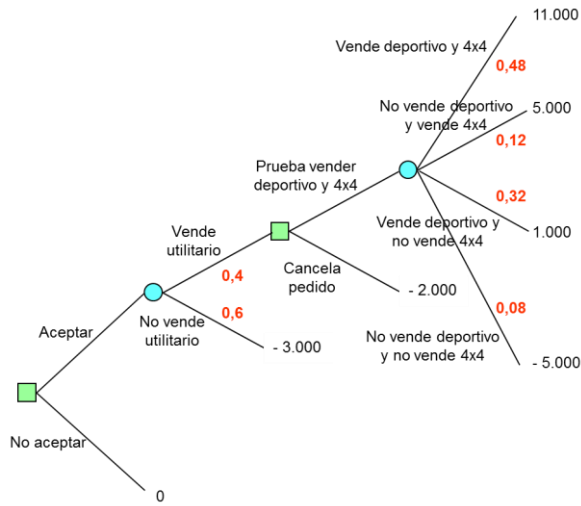 11.000
Vende deportivo y 4x4
0,48
No vende deportivo
y vende 4x4
5.000
0,12
Prueba vender
deportivo y 4x4
0,32
Vende deportivo y
no vende 4x4
1.000
Vende
utilitario
0,4
Cancela
pedido
- 2.000
0,08
No vende deportivo
y no vende 4x4
- 5.000
0,6
No vende
utilitario
- 3.000
Aceptar
No aceptar
0